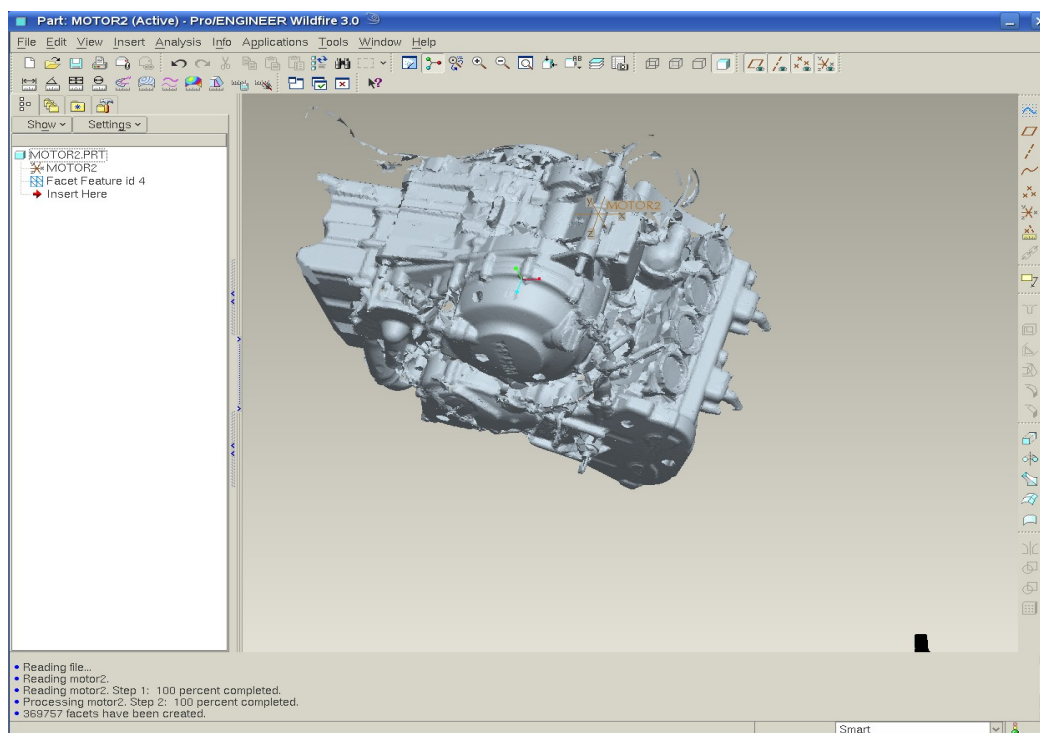 Part: MOTOR2 (Active) - Pro/ENGINEER Wildfire 3.0
File Edit View Insert Analysis Info Applications Tools Window Help
Show Settings
MOTOR2.PRT
MOTOR2
Facet Feature id 4
Insert Here
Y MOTOR2
X
Z
• Reading file...
• Reading motor2.
• Reading motor2. Step 1: 100 percent completed.
• Processing motor2. Step 2: 100 percent completed.
• 369757 facets have been created.
Smart